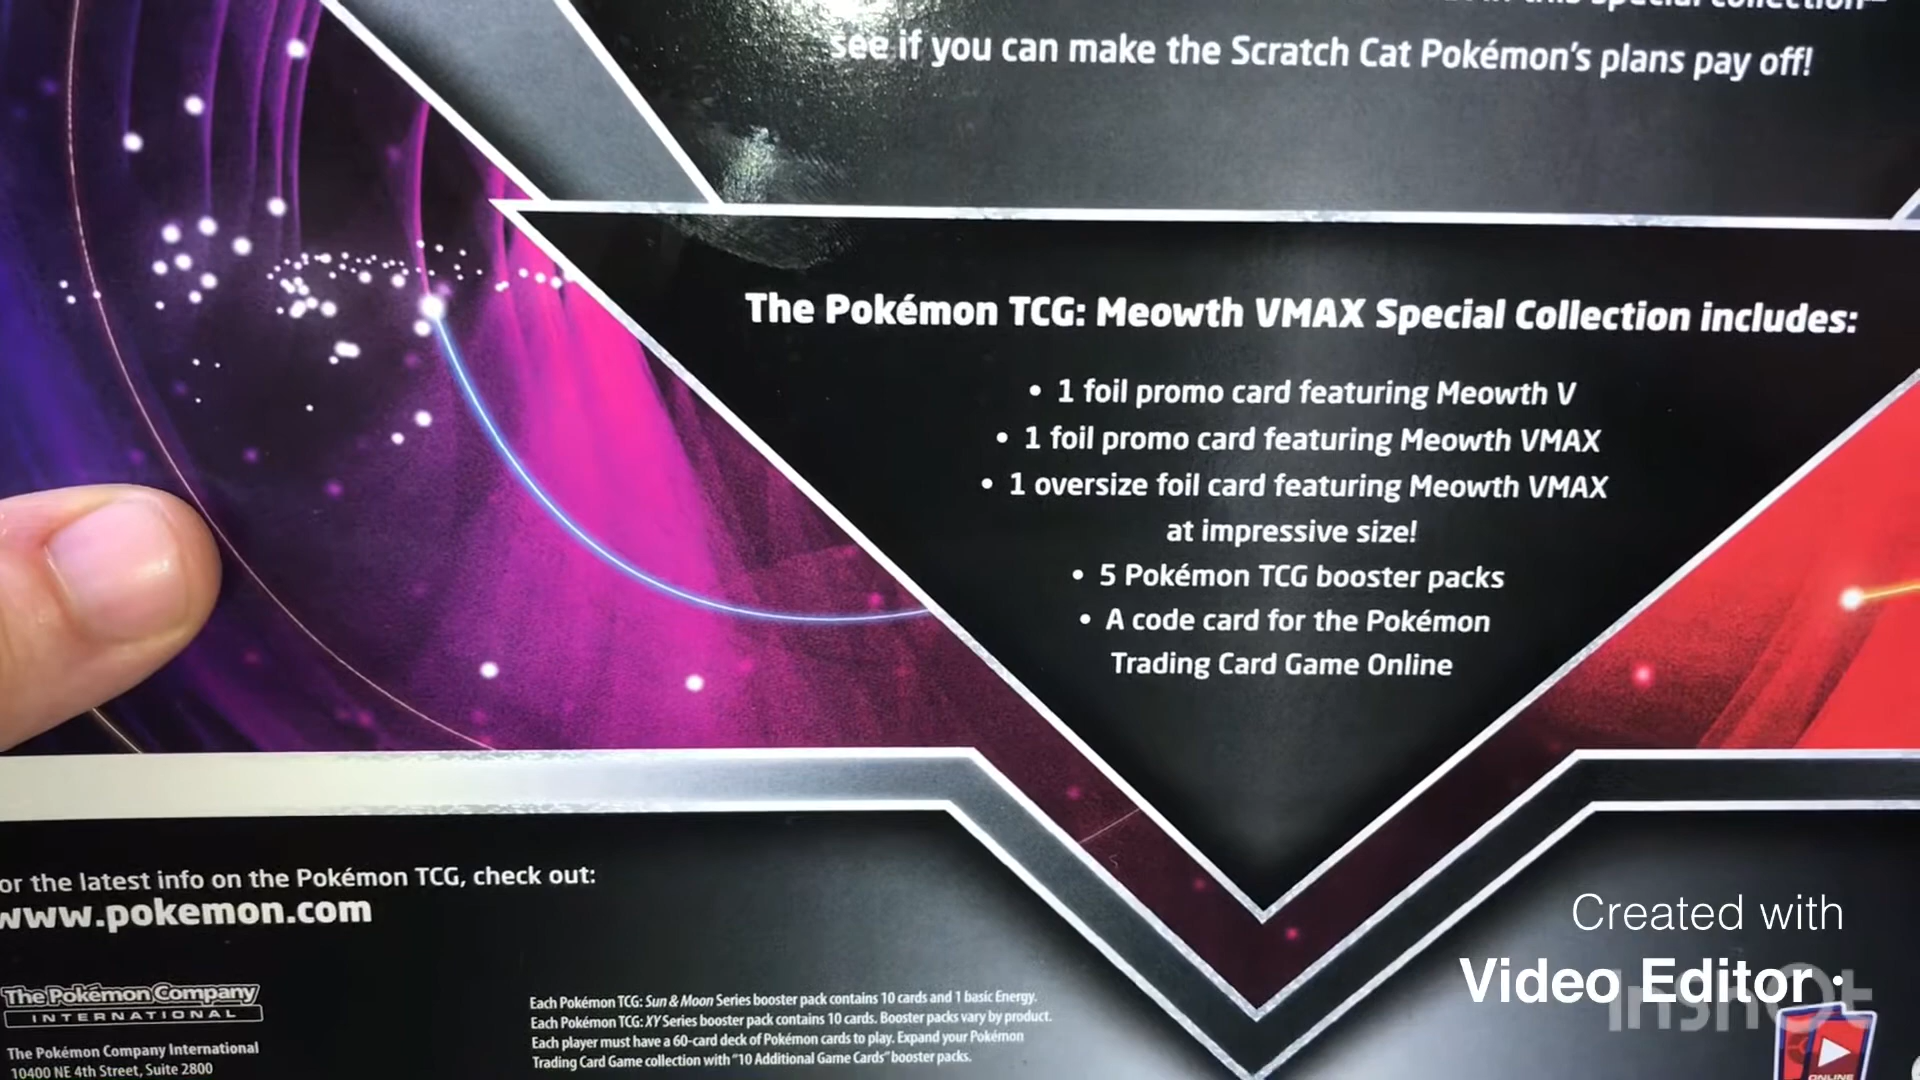 special collection
see if you can make the Scratch Cat Pokémon's plans pay off!
The Pokémon TCG: Meowth VMAX Special Collection includes:
• 1 foil promo card featuring Meowth V
• 1 foil promo card featuring Meowth VMAX
• 1 oversize foil card featuring Meowth VMAX
at impressive size!
• 5 Pokémon TCG booster packs
• A code card for the Pokémon
Trading Card Game Online
or the latest info on the Pokémon TCG, check out:
www.pokemon.com
The Pokémon Company
INTERNATIONAL
The Pokémon Company International
10400 NE 4th Street, Suite 2800
Each Pokémon TCG: Sun & Moon Series booster pack contains 10 cards and 1 basic Energy.
Each Pokémon TCG: XY Series booster pack contains 10 cards. Booster packs vary by product.
Each player must have a 60-card deck of Pokémon cards to play. Expand your Pokémon
Trading Card Game collection with "10 Additional Game Cards" booster packs.
Created with
Video Editor ·
InShOt
ONLINE